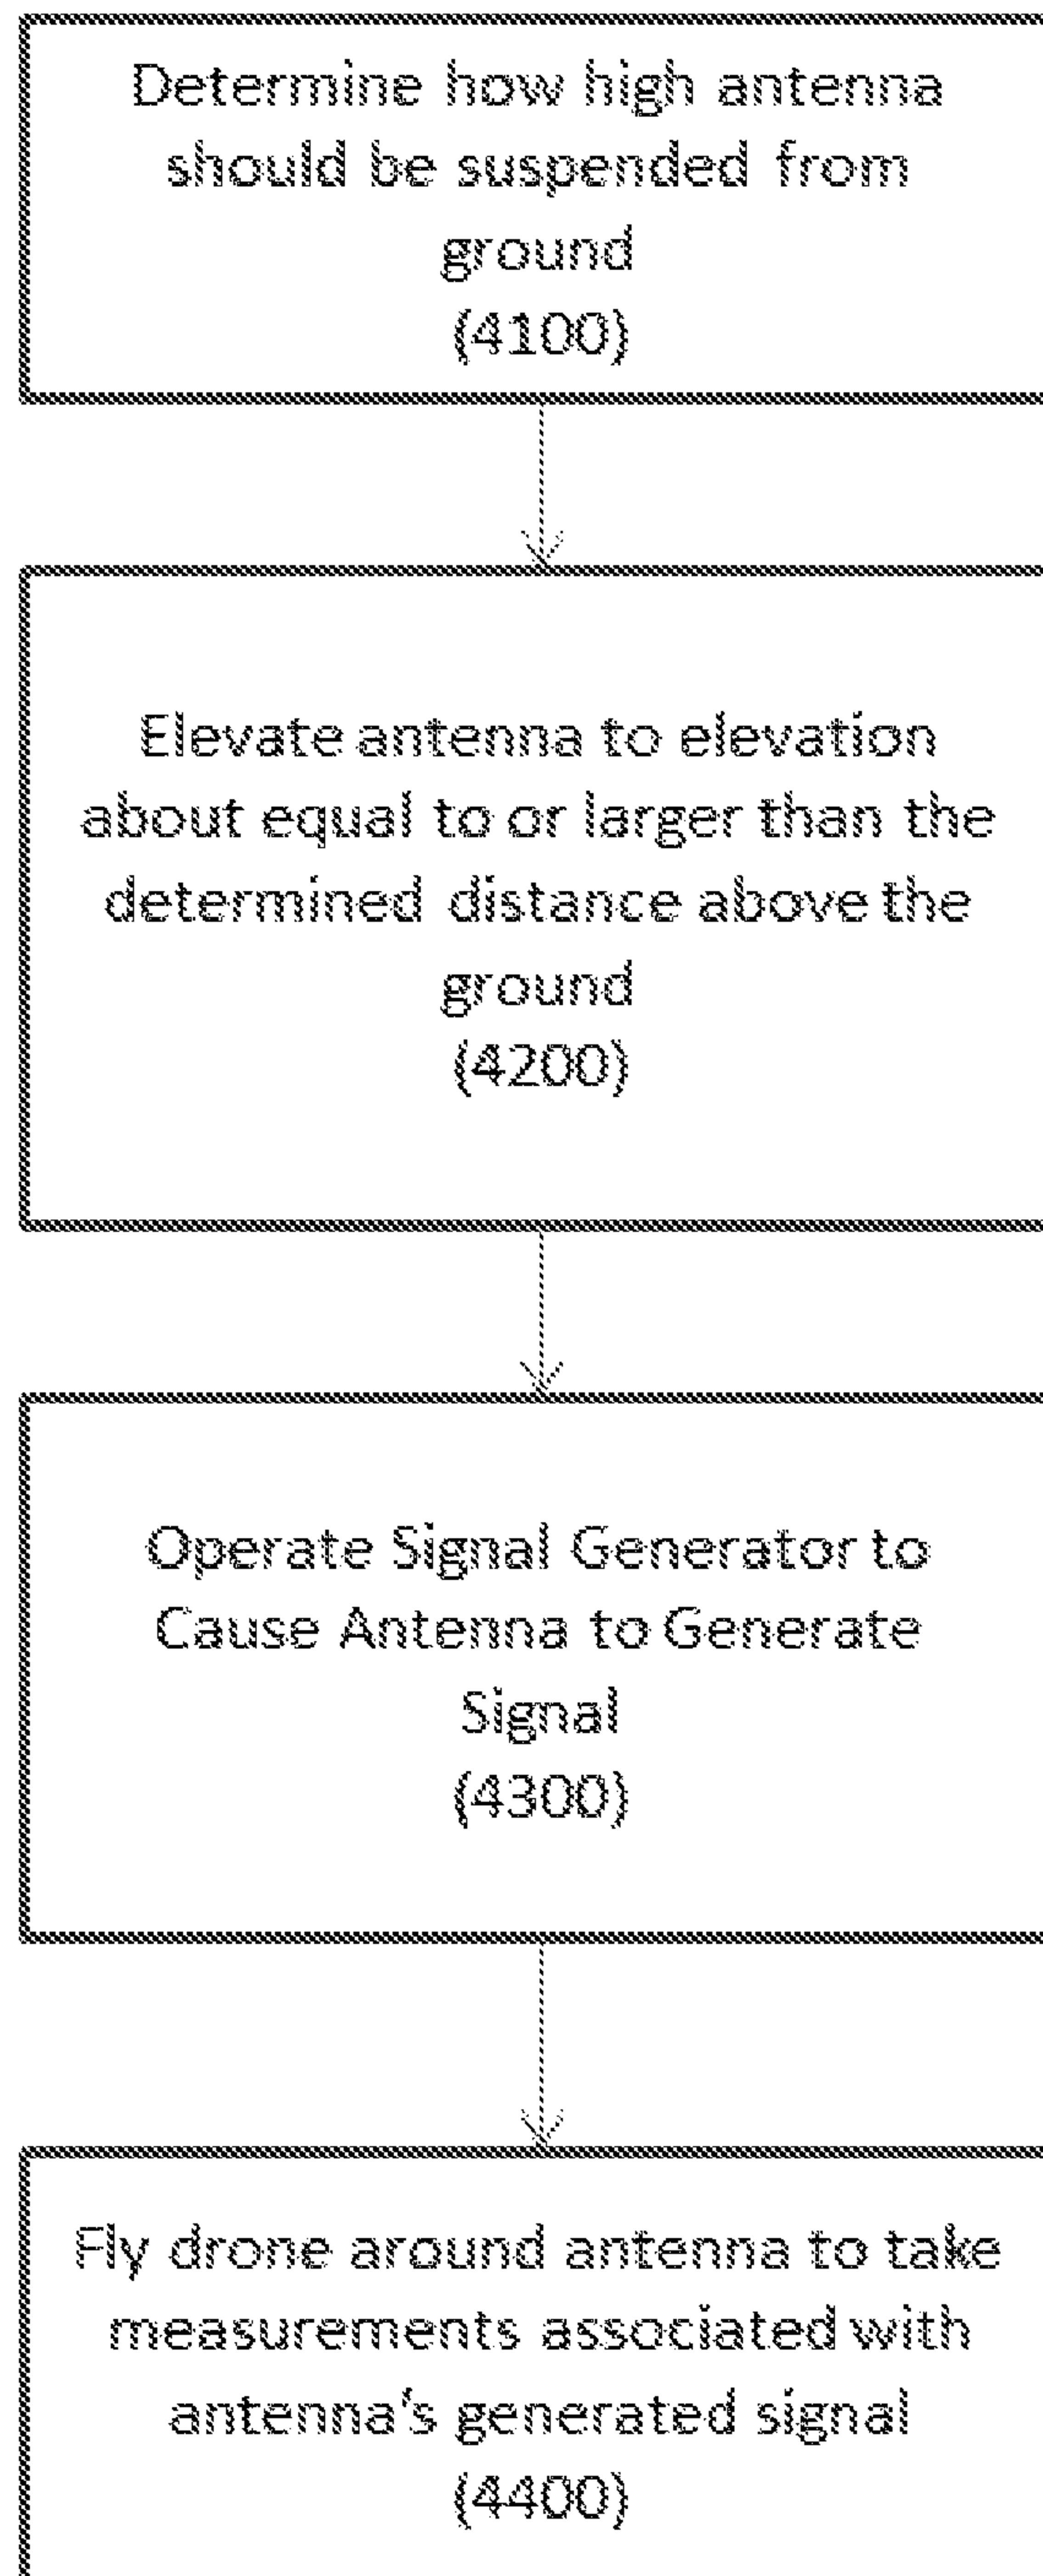 Determine how high antenna
should be suspended from
ground
(4100)
Elevate antenna to elevation
about equal to or larger than the
determined distance above the
ground
(4200)
Operate Signal Generator to
Cause Antenna to Generate
Signal
(4300)
Fly drone around antenna to take
measurements associated with
antenna's generated signal
(4400)